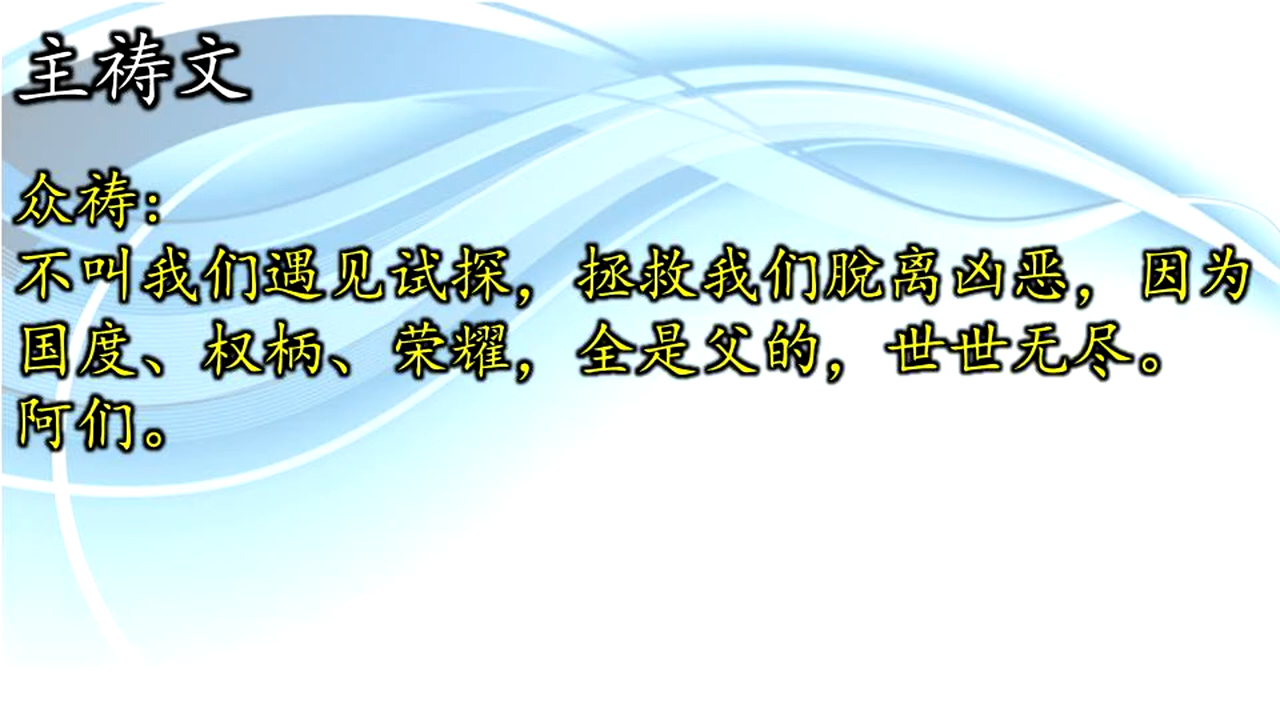 主祷文
众祷:
不叫我们遇见试探，拯救我们脫离凶恶，因为
国度、权柄、荣耀，全是父的，世世无尽。
阿们。